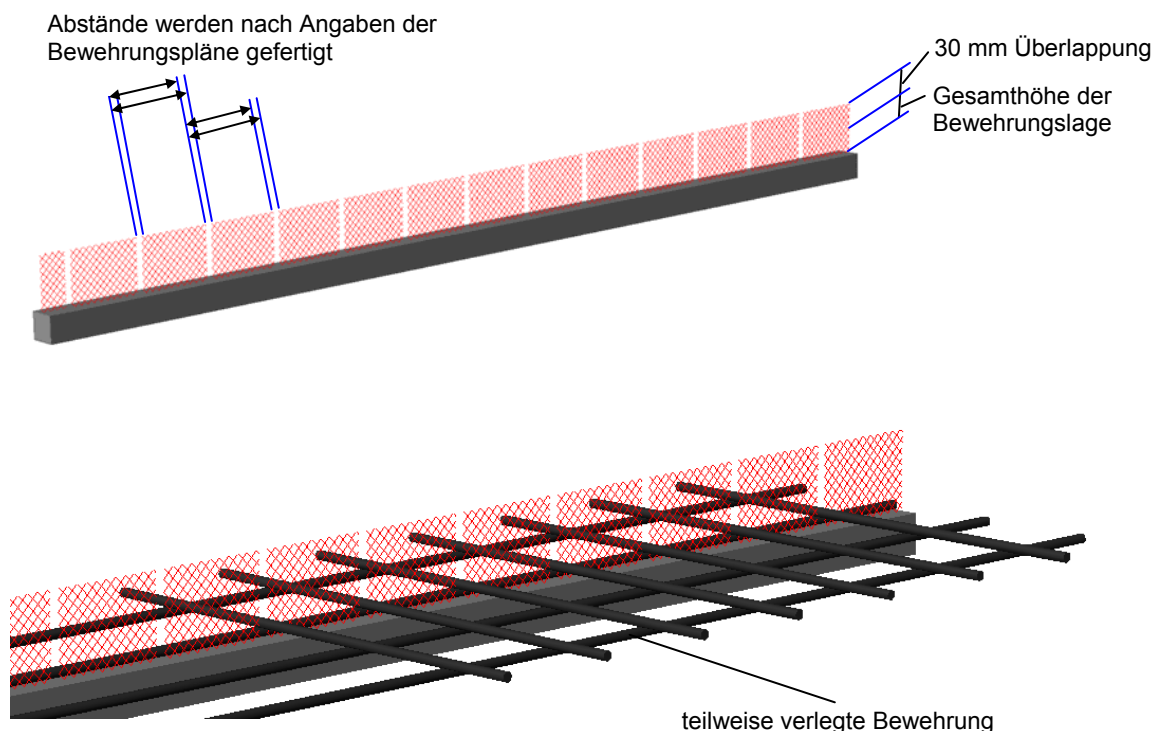 Abstände werden nach Angaben der
Bewehrungspläne gefertigt
30 mm Überlappung
Gesamthöhe der
Bewehrungslage
teilweise verlegte Bewehrung